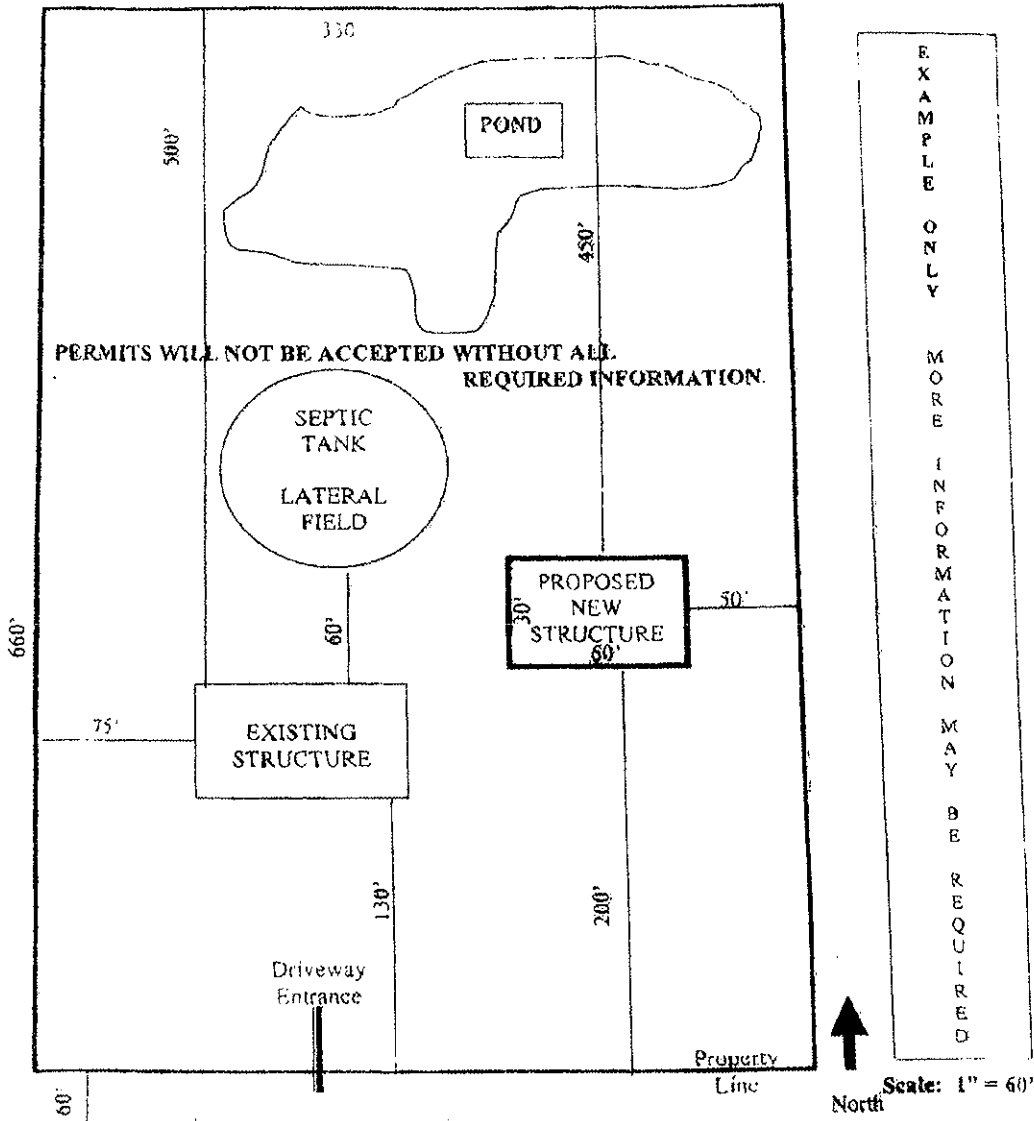 330
500'
POND
PERMITS WILL NOT BE ACCEPTED WITHOUT ALL
REQUIRED INFORMATION.
SEPTIC
TANK
LATERAL
FIELD
PROPOSED
NEW
STRUCTURE
30'
60'
50'
660'
60'
75'
EXISTING
STRUCTURE
130'
200'
Driveway
Entrance
Property
Line
60'
North
Scale: 1" = 60'
EXAMPLE ONLY MORE INFORMATION MAY BE REQUIRED